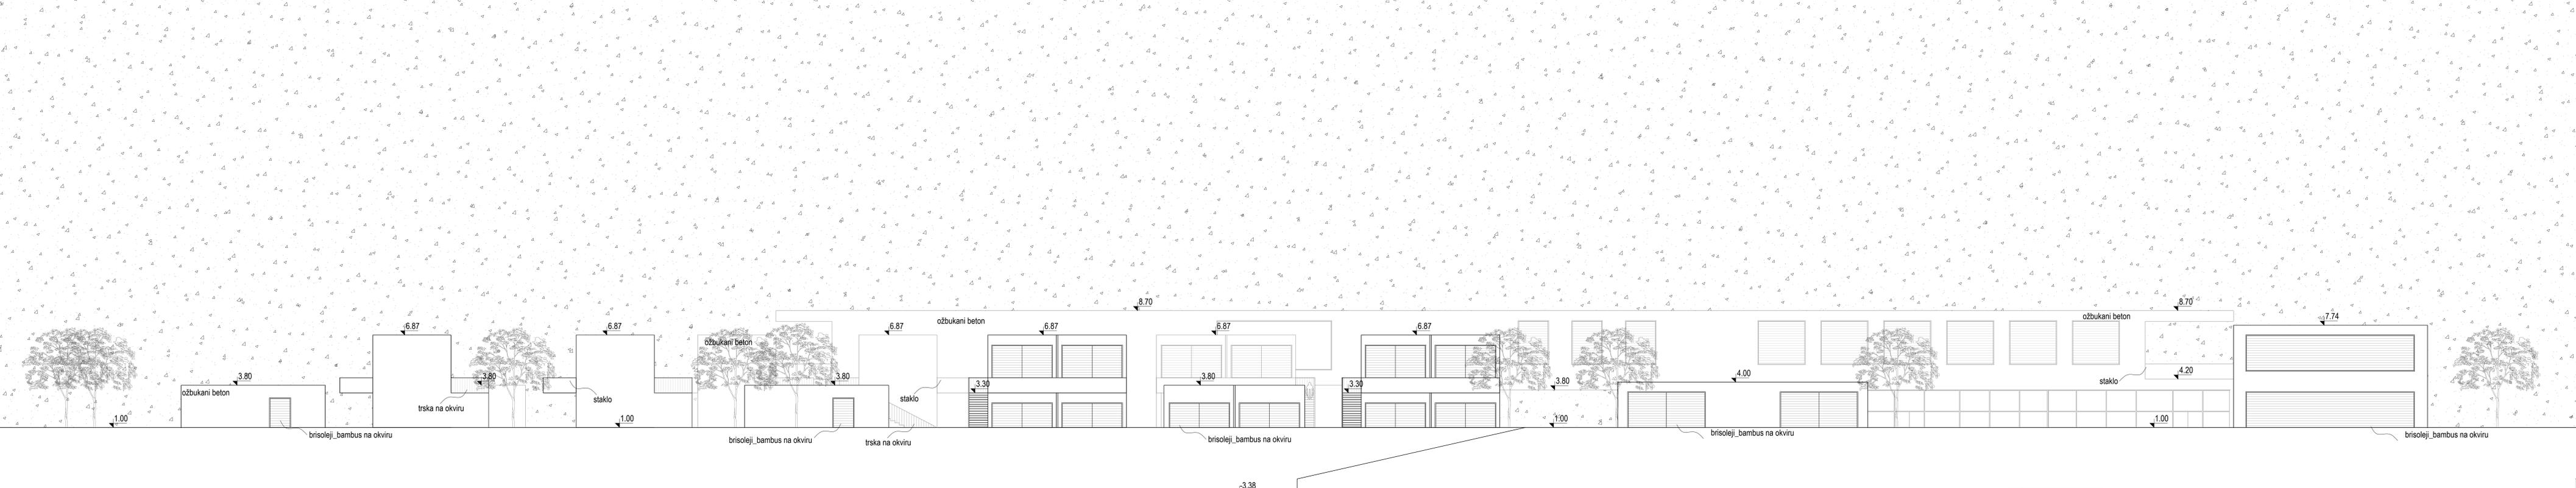 8.70
8.70
7.74
ožbukani beton
ožbukani beton
6.87
6.87
6.87
6.87
6.87
6.87
ožbukani beton
3.80
3.80
3.80
3.80
3.80
4.00
4.20
staklo
3.30
3.30
ožbukani beton
staklo
staklo
trska na okviru
1.00
1.00
1.00
1.00
brisoleji_bambus na okviru
brisoleji_bambus na okviru
trska na okviru
brisoleji_bambus na okviru
brisoleji_bambus na okviru
brisoleji_bambus na okviru
-3.38